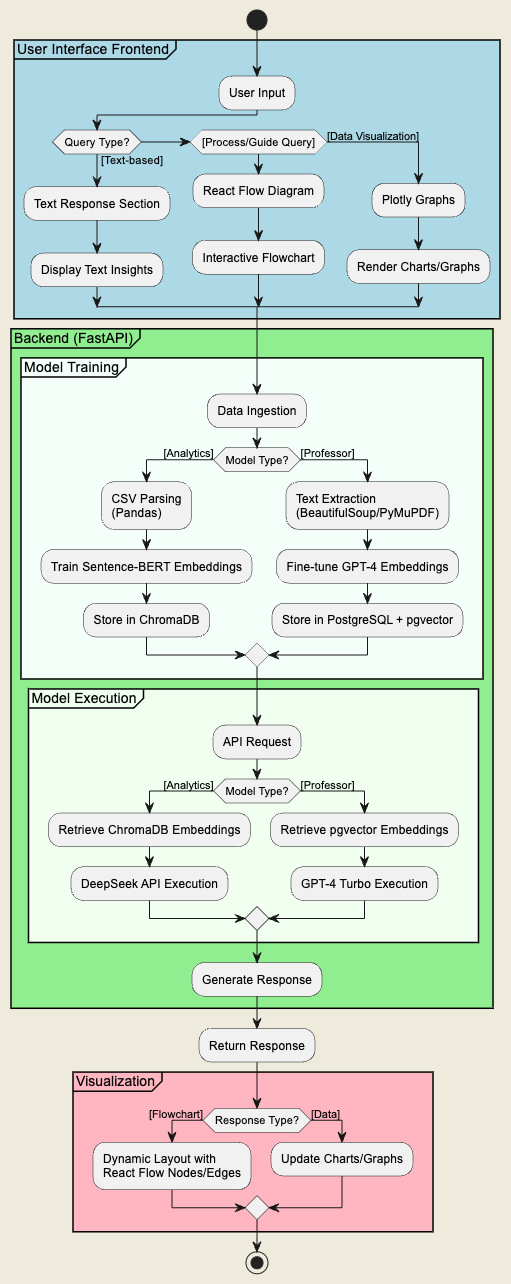 User Interface Frontend
User Input
Query Type?
[Process/Guide Query]
[Data Visualization]
[Text-based]
Text Response Section
React Flow Diagram
Plotly Graphs
Display Text Insights
Interactive Flowchart
Render Charts/Graphs
Backend (FastAPI)
Model Training
Data Ingestion
[Analytics]
Model Type?
[Professor]
CSV Parsing
(Pandas)
Text Extraction
(BeautifulSoup/PyMuPDF)
Train Sentence-BERT Embeddings
Fine-tune GPT-4 Embeddings
Store in ChromaDB
Store in PostgreSQL + pgvector
Model Execution
API Request
[Analytics]
Model Type?
[Professor]
Retrieve ChromaDB Embeddings
Retrieve pgvector Embeddings
DeepSeek API Execution
GPT-4 Turbo Execution
Generate Response
Return Response
Visualization
[Flowchart]
Response Type?
[Data]
Dynamic Layout with
React Flow Nodes/Edges
Update Charts/Graphs